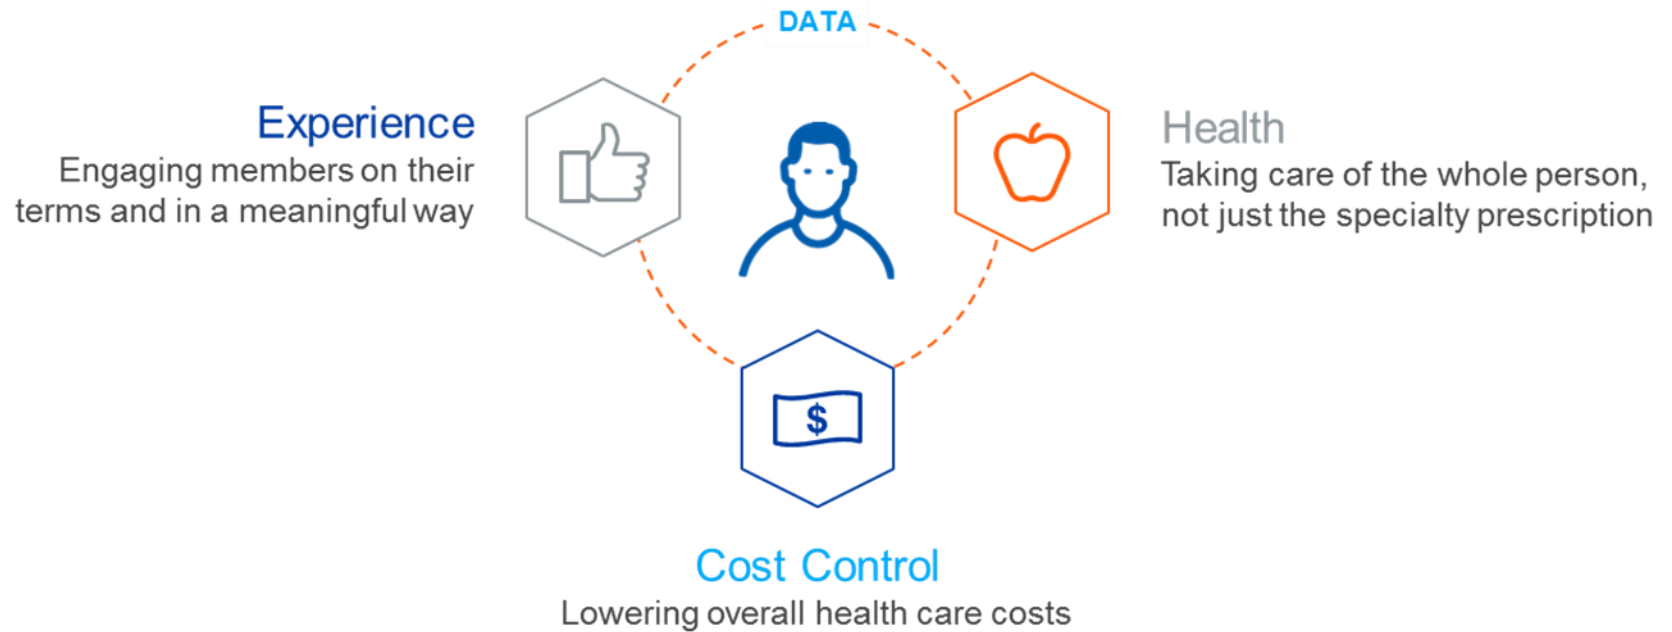 DATA
Experience
Engaging members on their
terms and in a meaningful way
Health
Taking care of the whole person,
not just the specialty prescription
$
Cost Control
Lowering overall health care costs